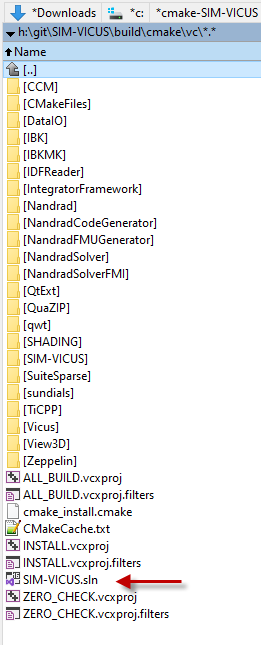 *Downloads *c: *cmake-SIM-VICUS
h:\git\SIM-VICUS\build\cmake\vc\*.*
Name
[..]
[CCM]
[CMakeFiles]
[DataIO]
[IBK]
[IBKMK]
[IDFReader]
[IntegratorFramework]
[Nandrad]
[NandradCodeGenerator]
[NandradFMUGenerator]
[NandradSolver]
[NandradSolverFMI]
[QtExt]
[QuaZIP]
[qwt]
[SHADING]
[SIM-VICUS]
[SuiteSparse]
[sundials]
[TiCPP]
[Vicus]
[View3D]
[Zeppelin]
ALL_BUILD.vcxproj
ALL_BUILD.vcxproj.filters
cmake_install.cmake
CMakeCache.txt
INSTALL.vcxproj
INSTALL.vcxproj.filters
SIM-VICUS.sln
ZERO_CHECK.vcxproj
ZERO_CHECK.vcxproj.filters